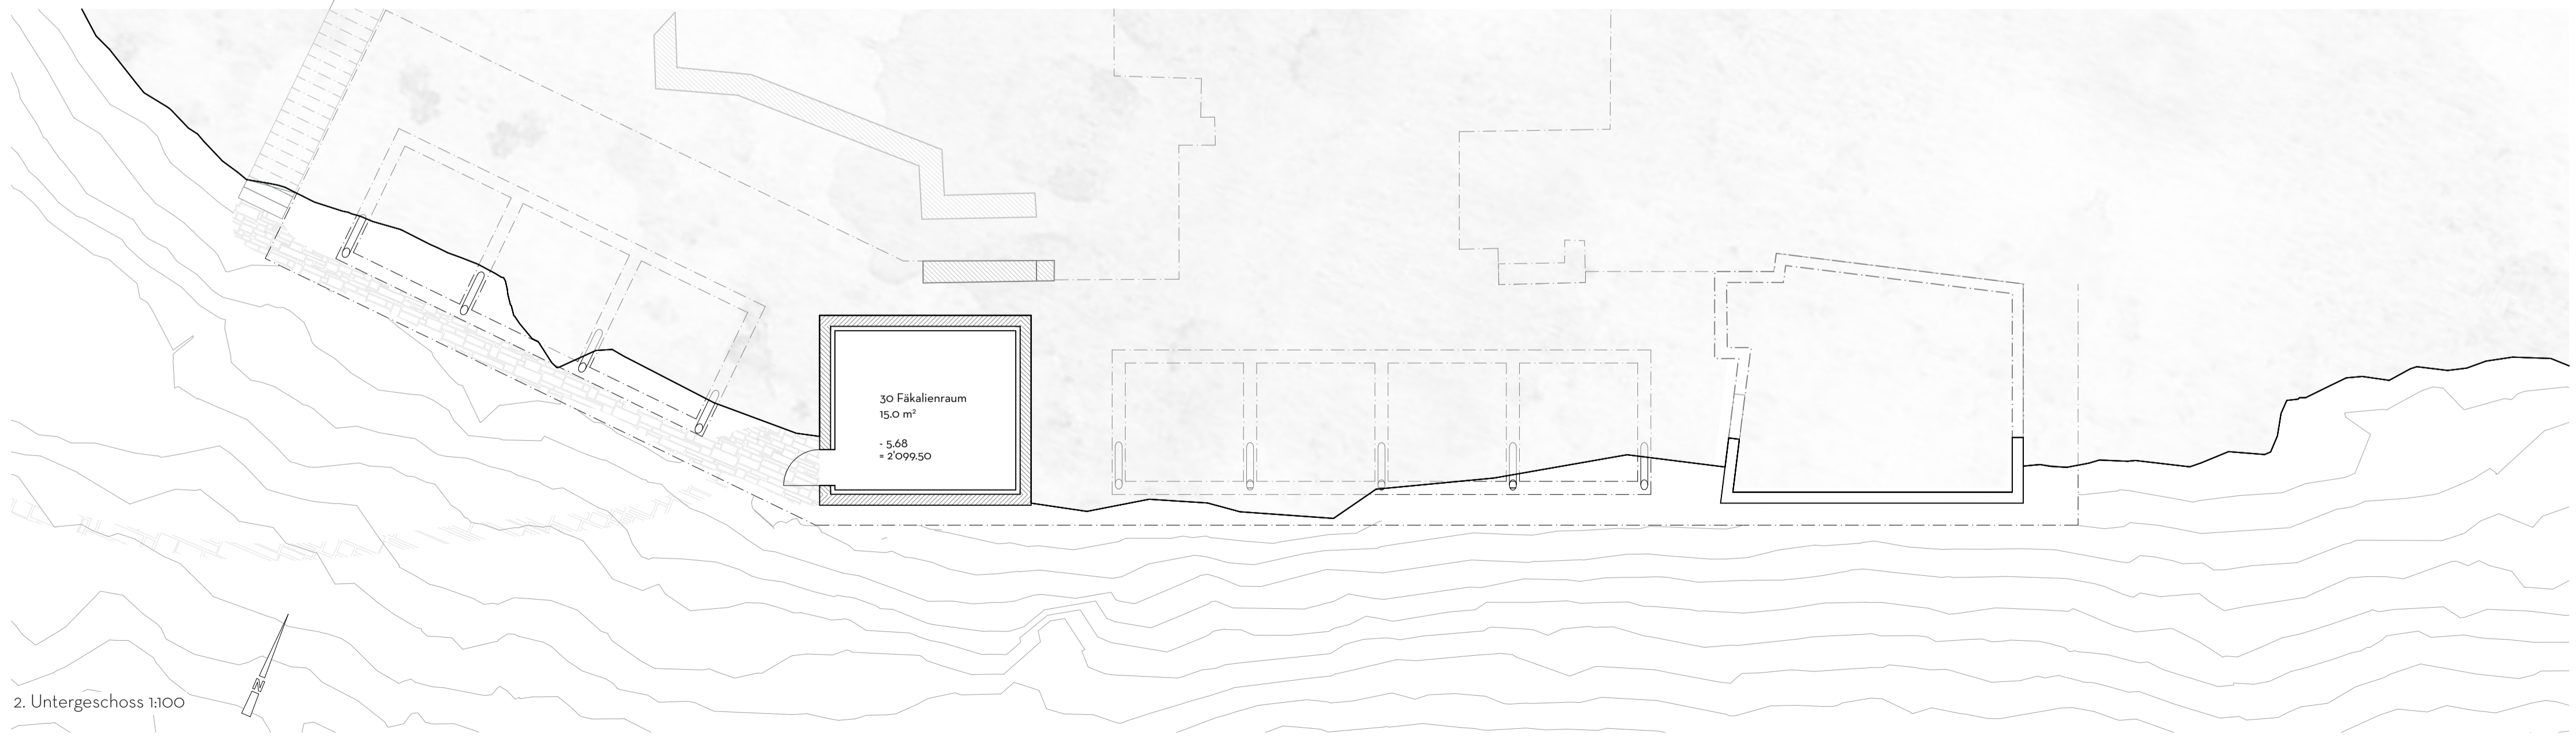 30 Fäkalienraum
15.0 m²
- 5.68
= 2'099.50
N
2. Untergeschoss 1:100